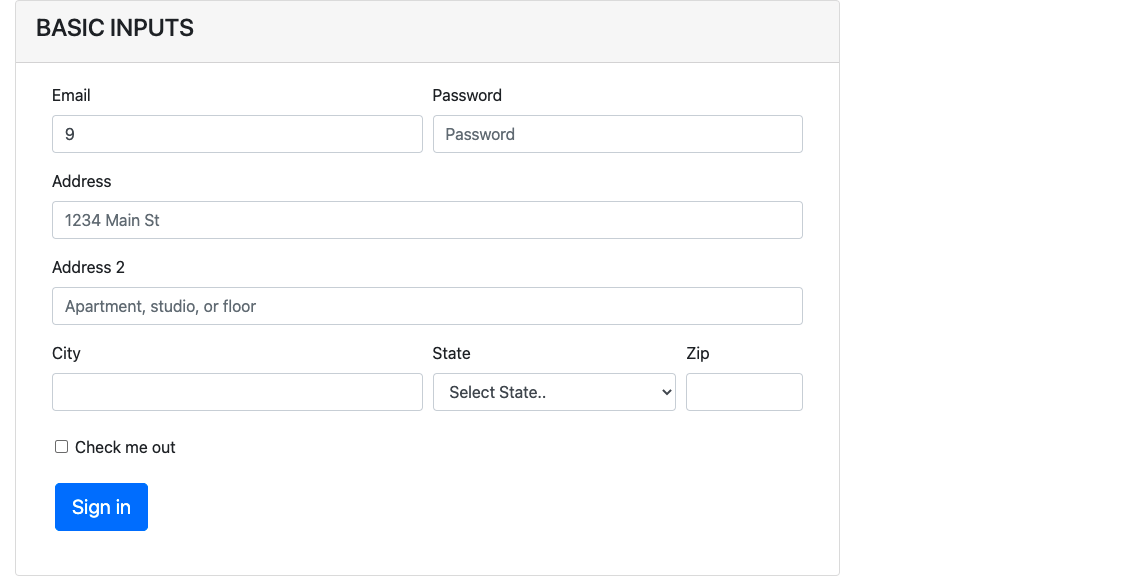 BASIC INPUTS
Email Password
9 Password
Address
1234 Main St
Address 2
Apartment, studio, or floor
City State Zip
Select State..
Check me out
Sign in